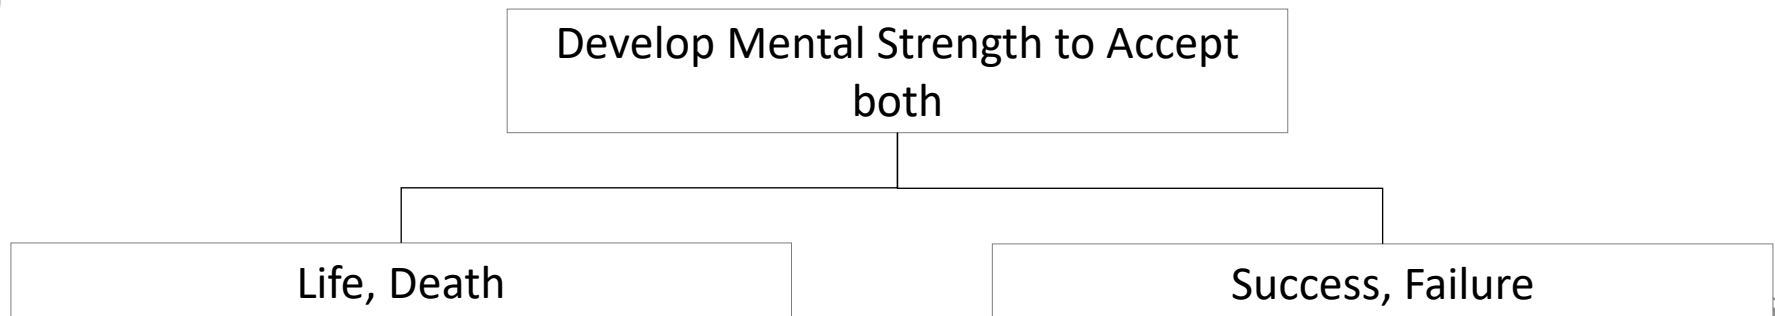 Develop Mental Strength to Accept
both
Life, Death
Success, Failure